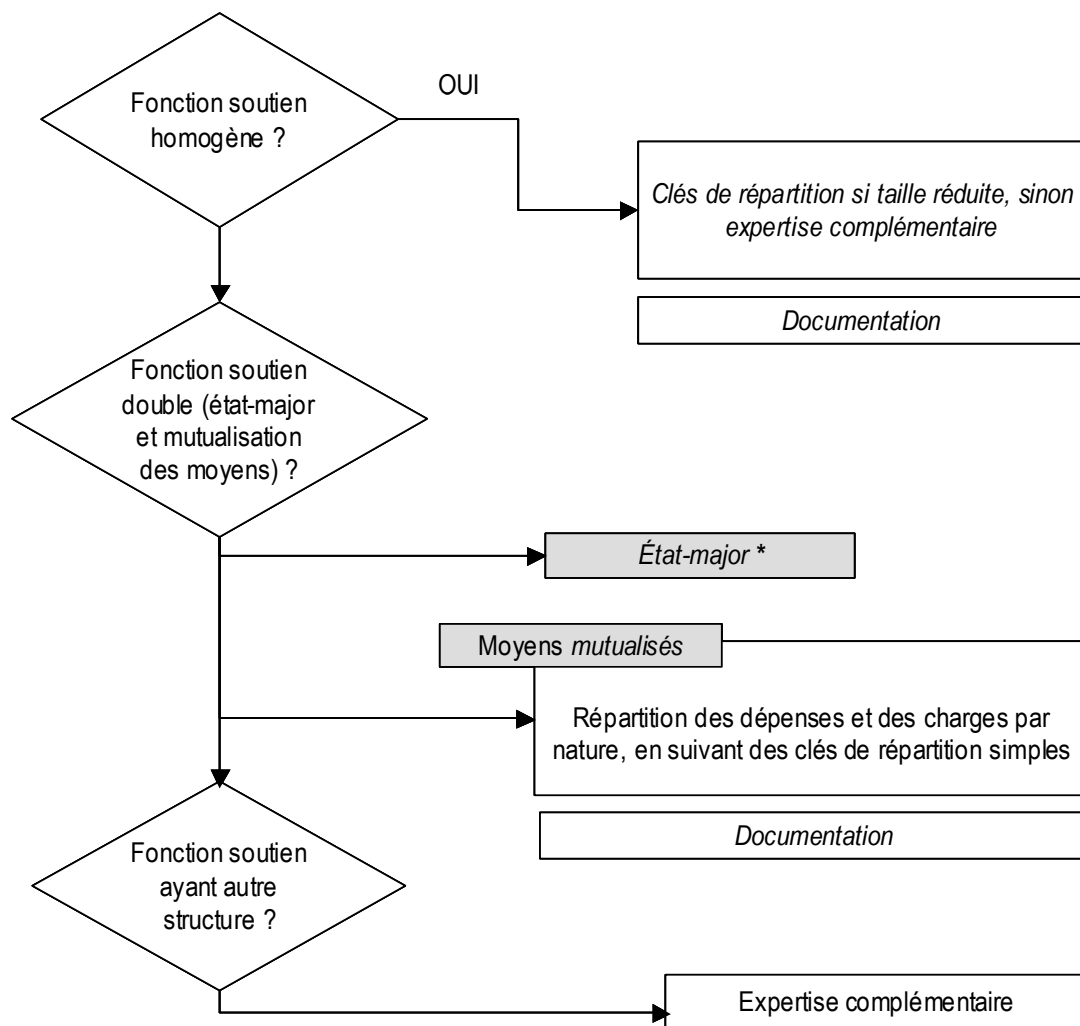 Fonction soutien
homogène ?
OUI
Clés de répartition si taille réduite, sinon
expertise complémentaire
Documentation
Fonction soutien
double (état-major
et mutualisation
des moyens) ?
État-major *
Moyens mutualisés
Répartition des dépenses et des charges par
nature, en suivant des clés de répartition simples
Documentation
Fonction soutien
ayant autre
structure ?
Expertise complémentaire